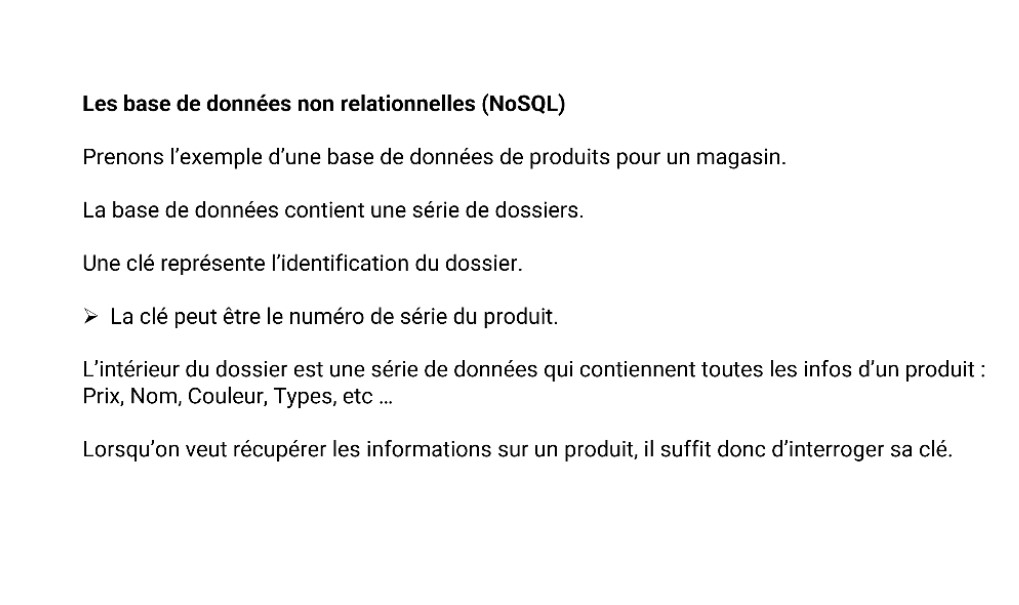 Les base de données non relationnelles (NoSQL)
Prenons l’exemple d’une base de données de produits pour un magasin.
La base de données contient une série de dossiers.
Une clé représente l’identification du dossier.
➢ La clé peut être le numéro de série du produit.
L’intérieur du dossier est une série de données qui contiennent toutes les infos d’un produit :
Prix, Nom, Couleur, Types, etc ...
Lorsqu’on veut récupérer les informations sur un produit, il suffit donc d’interroger sa clé.